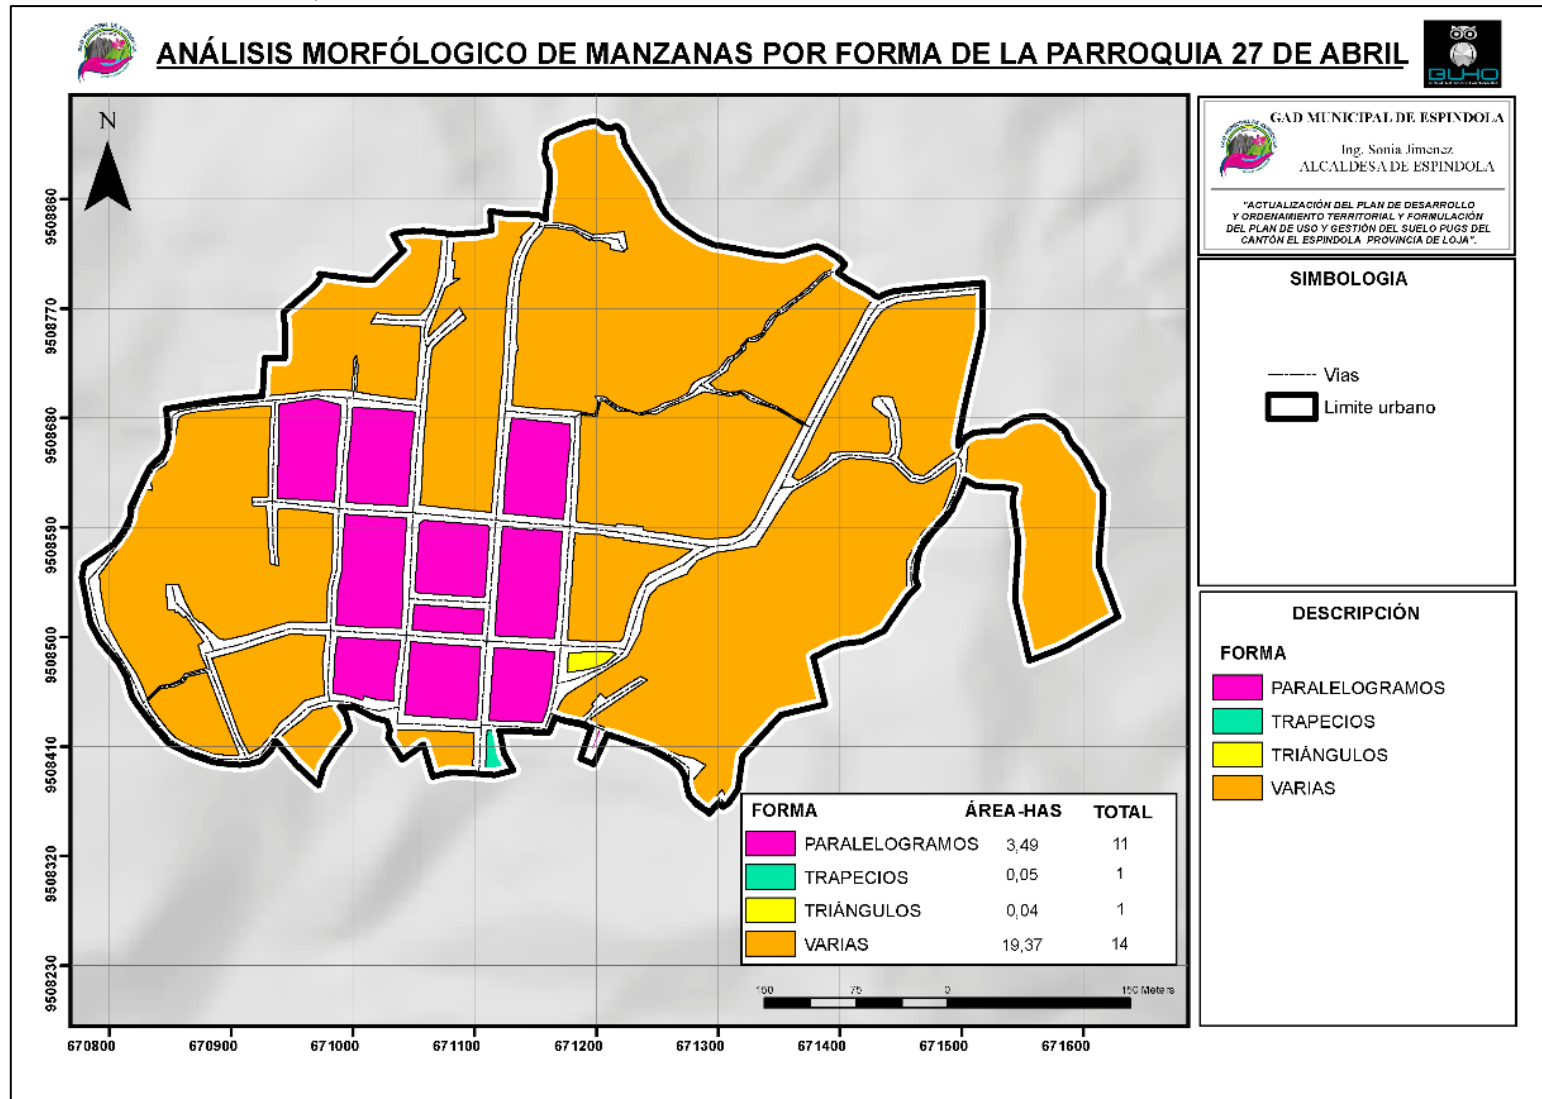 ANÁLISIS MORFÓLOGICO DE MANZANAS POR FORMA DE LA PARROQUIA 27 DE ABRIL
BUHO
N
GAD MUNICIPAL DE ESPINDOLA
Ing. Sonia Jimenez
ALCALDESA DE ESPINDOLA
"ACTUALIZACIÓN DEL PLAN DE DESARROLLO
Y ORDENAMIENTO TERRITORIAL Y FORMULACIÓN
DEL PLAN DE USO Y GESTIÓN DEL SUELO PUGS DEL
CANTÓN EL ESPINDOLA PROVINCIA DE LOJA".
SIMBOLOGIA
Vias
Limite urbano
DESCRIPCIÓN
FORMA
PARALELOGRAMOS
TRAPECIOS
TRIÁNGULOS
VARIAS
FORMA ÁREA-HAS TOTAL
PARALELOGRAMOS 3,49 11
TRAPECIOS 0,05 1
TRIÁNGULOS 0,04 1
VARIAS 19,37 14
150 75 0 150 Meters
9508860
9508770
9508680
9508590
9508500
9508410
9508320
9508230
670800 670900 671000 671100 671200 671300 671400 671500 671600